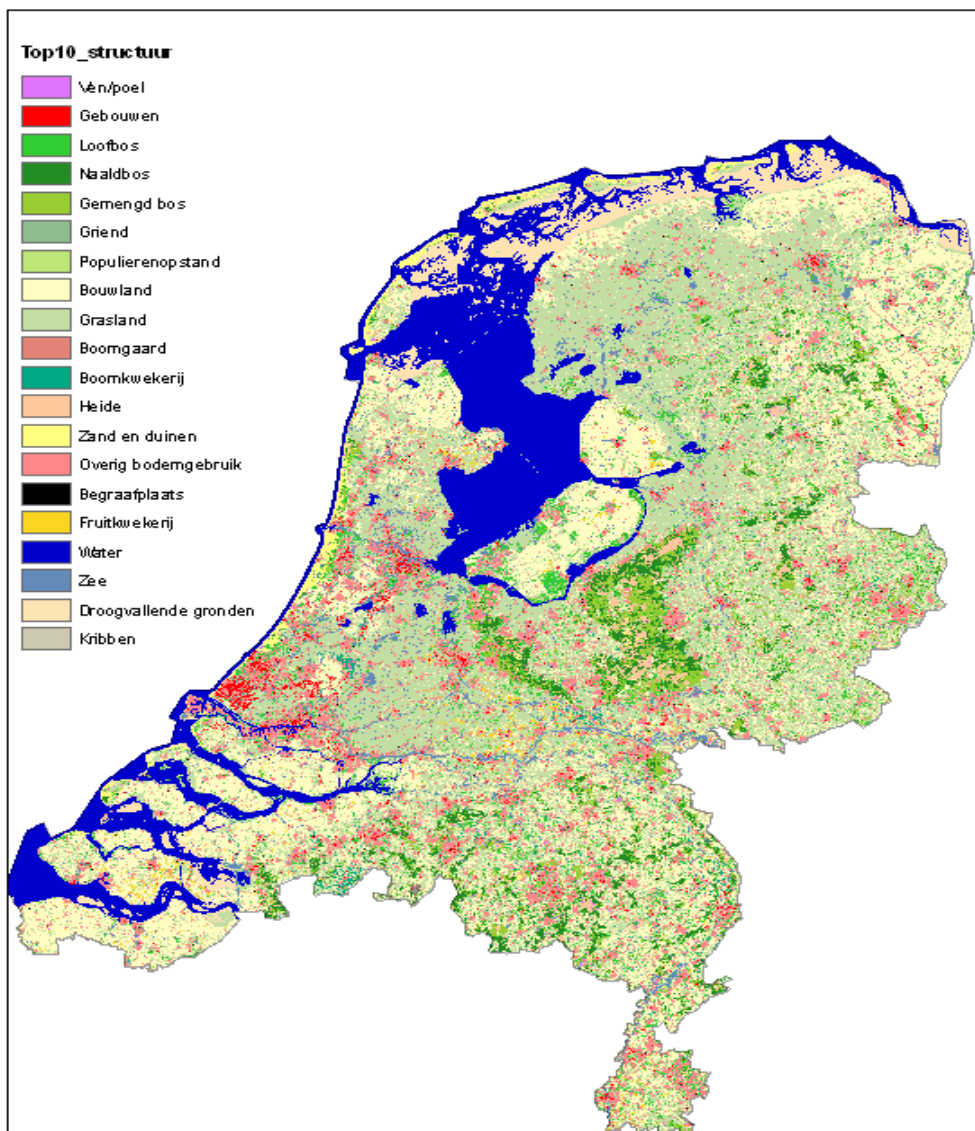 Top10_structuur
Ven/poel
Gebouwen
Loofbos
Naaldbos
Gemengd bos
Griend
Populierenopstand
Bouwland
Grasland
Boomgaard
Boomkwekerij
Heide
Zand en duinen
Overig bodemgebruik
Begraafplaats
Fruitkwekerij
Water
Zee
Droogvallende gronden
Kribben